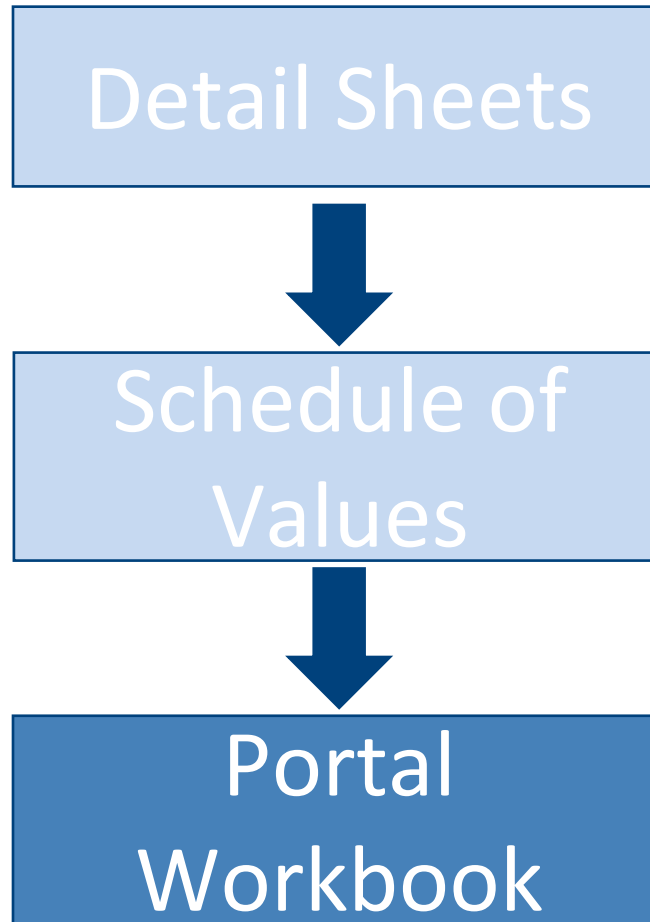 Detail Sheets
Schedule of
Values
Portal
Workbook